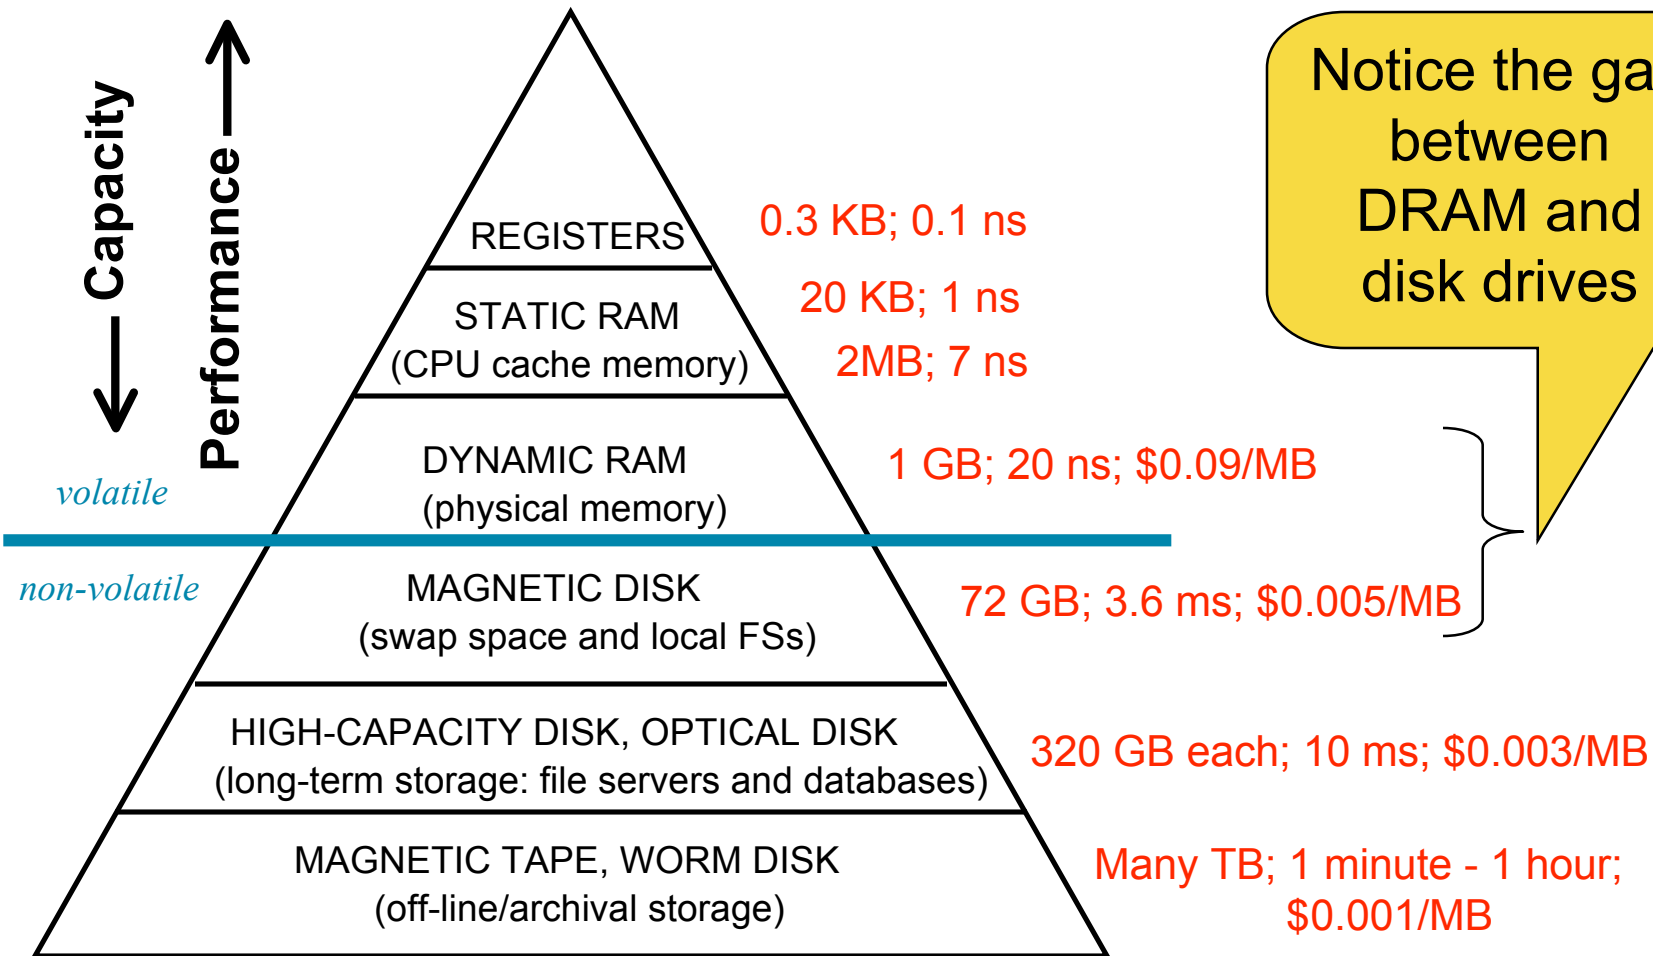 Capacity
Performance
volatile
non-volatile
REGISTERS
0.3 KB; 0.1 ns
STATIC RAM
(CPU cache memory)
20 KB; 1 ns
2MB; 7 ns
DYNAMIC RAM
(physical memory)
1 GB; 20 ns; $0.09/MB
MAGNETIC DISK
(swap space and local FSs)
72 GB; 3.6 ms; $0.005/MB
HIGH-CAPACITY DISK, OPTICAL DISK
(long-term storage: file servers and databases)
320 GB each; 10 ms; $0.003/MB
MAGNETIC TAPE, WORM DISK
(off-line/archival storage)
Many TB; 1 minute - 1 hour;
$0.001/MB
Notice the ga
between
DRAM and
disk drives